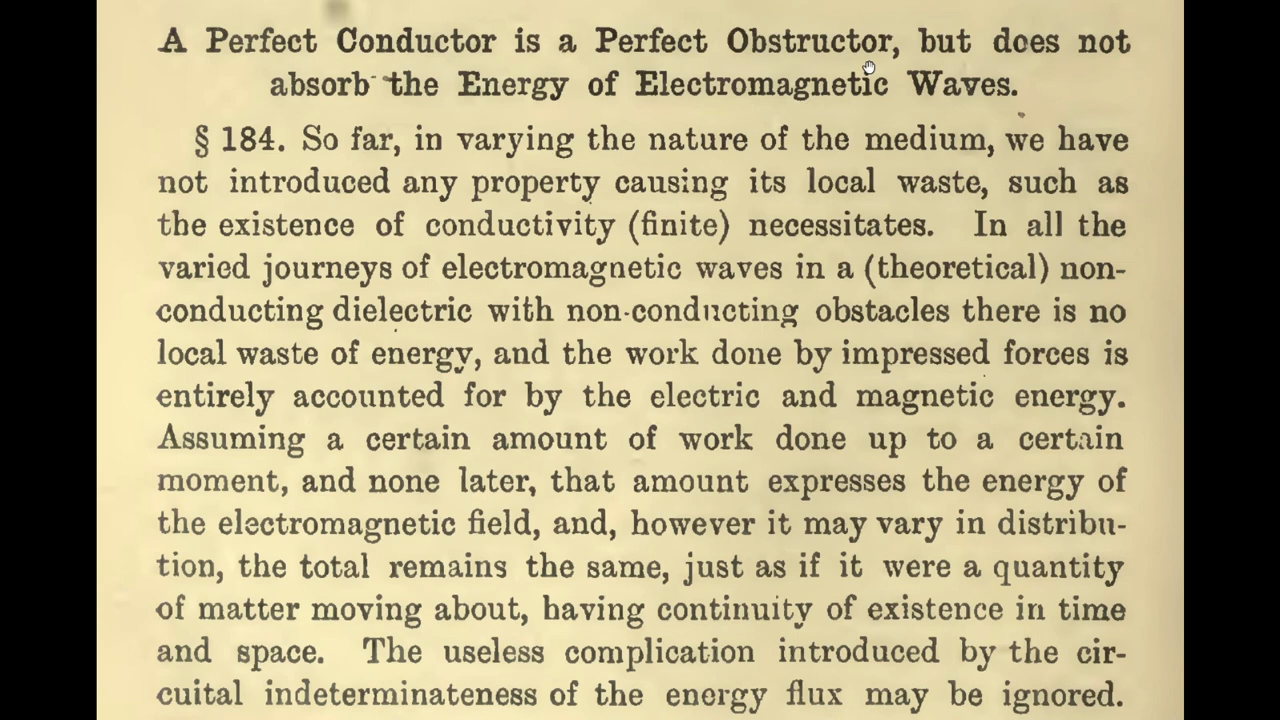 A Perfect Conductor is a Perfect Obstructor, but does not
absorb the Energy of Electromagnetic Waves.
§ 184. So far, in varying the nature of the medium, we have
not introduced any property causing its local waste, such as
the existence of conductivity (finite) necessitates. In all the
varied journeys of electromagnetic waves in a (theoretical) non-
conducting dielectric with non-conducting obstacles there is no
local waste of energy, and the work done by impressed forces is
entirely accounted for by the electric and magnetic energy.
Assuming a certain amount of work done up to a certain
moment, and none later, that amount expresses the energy of
the electromagnetic field, and, however it may vary in distribu-
tion, the total remains the same, just as if it were a quantity
of matter moving about, having continuity of existence in time
and space. The useless complication introduced by the cir-
cuital indeterminateness of the energy flux may be ignored.